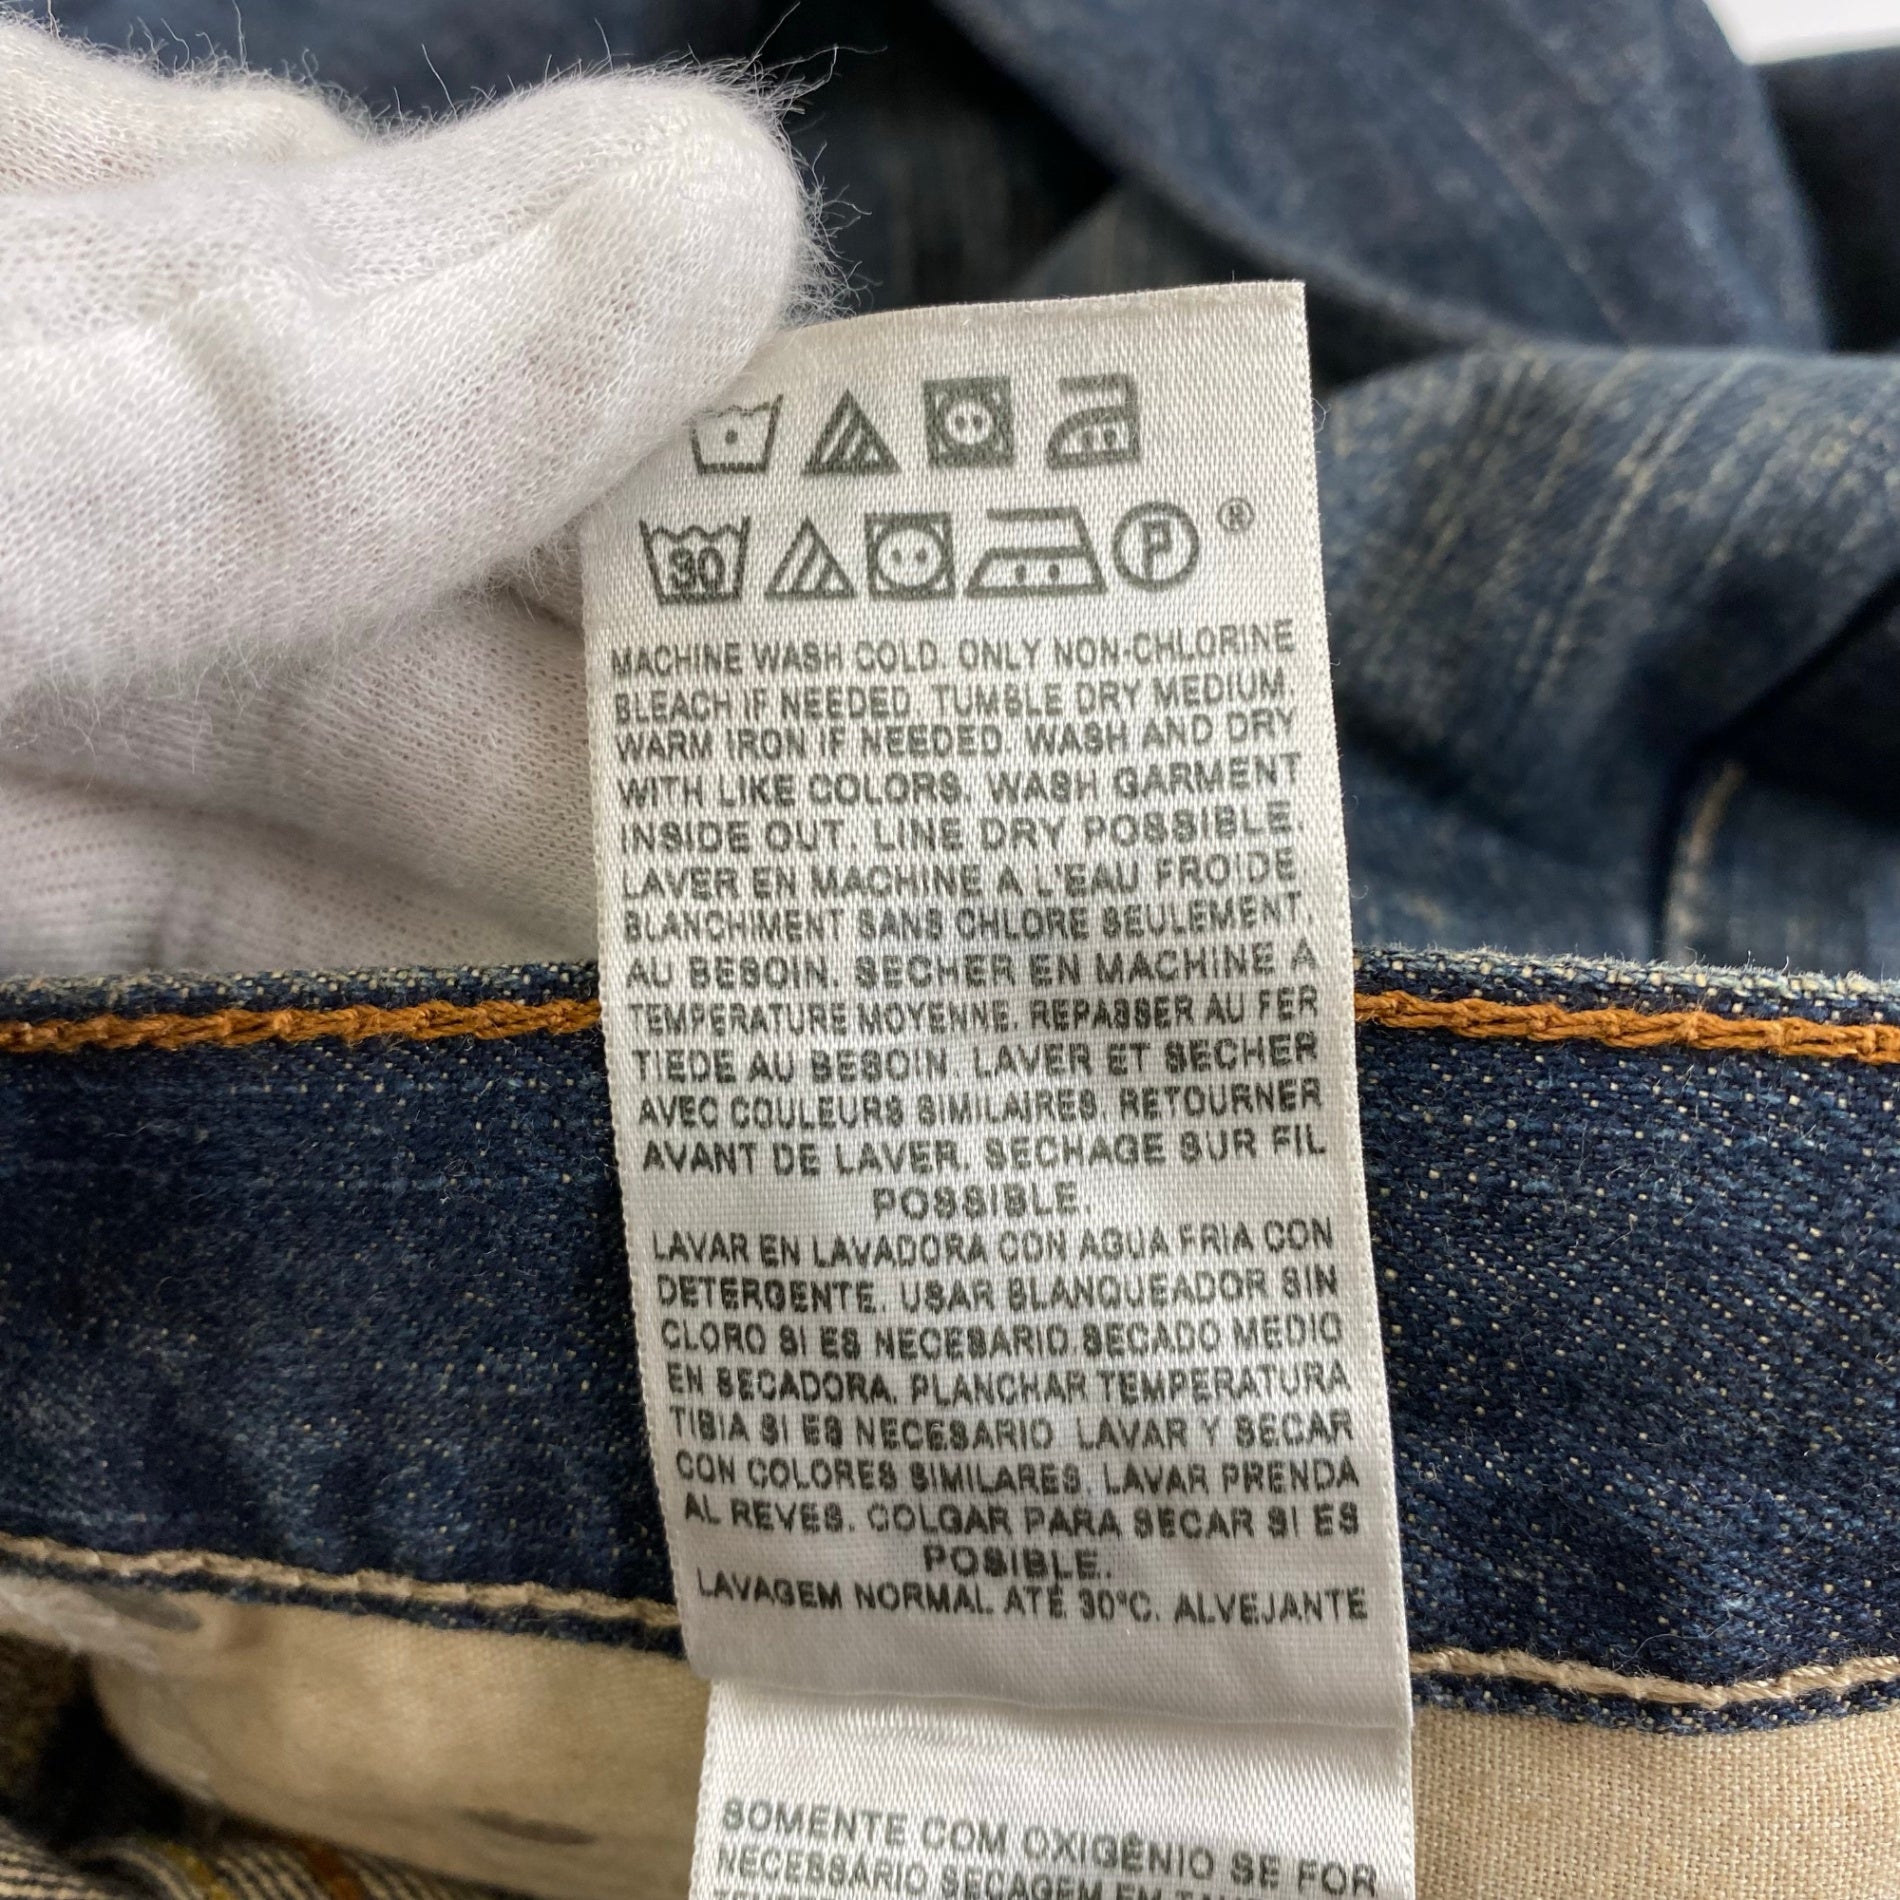 30 P ®
MACHINE WASH COLD. ONLY NON-CHLORINE
BLEACH IF NEEDED. TUMBLE DRY MEDIUM.
WARM IRON IF NEEDED. WASH AND DRY
WITH LIKE COLORS. WASH GARMENT
INSIDE OUT. LINE DRY POSSIBLE.
LAVER EN MACHINE A L'EAU FROIDE
BLANCHIMENT SANS CHLORE SEULEMENT,
AU BESOIN. SECHER EN MACHINE A
TEMPERATURE MOYENNE. REPASSER AU FER
TIEDE AU BESOIN. LAVER ET SECHER
AVEC COULEURS SIMILAIRES. RETOURNER
AVANT DE LAVER. SECHAGE SUR FIL
POSSIBLE.
LAVAR EN LAVADORA CON AGUA FRIA CON
DETERGENTE. USAR BLANQUEADOR SIN
CLORO SI ES NECESARIO. SECADO MEDIO
EN SECADORA. PLANCHAR TEMPERATURA
TIBIA SI ES NECESARIO. LAVAR Y SECAR
CON COLORES SIMILARES. LAVAR PRENDA
AL REVES. COLGAR PARA SECAR SI ES
POSIBLE.
LAVAGEM NORMAL ATÉ 30°C. ALVEJANTE
SOMENTE COM OXIGÊNIO SE FOR
NECESSÁRIO SECAGEM EM